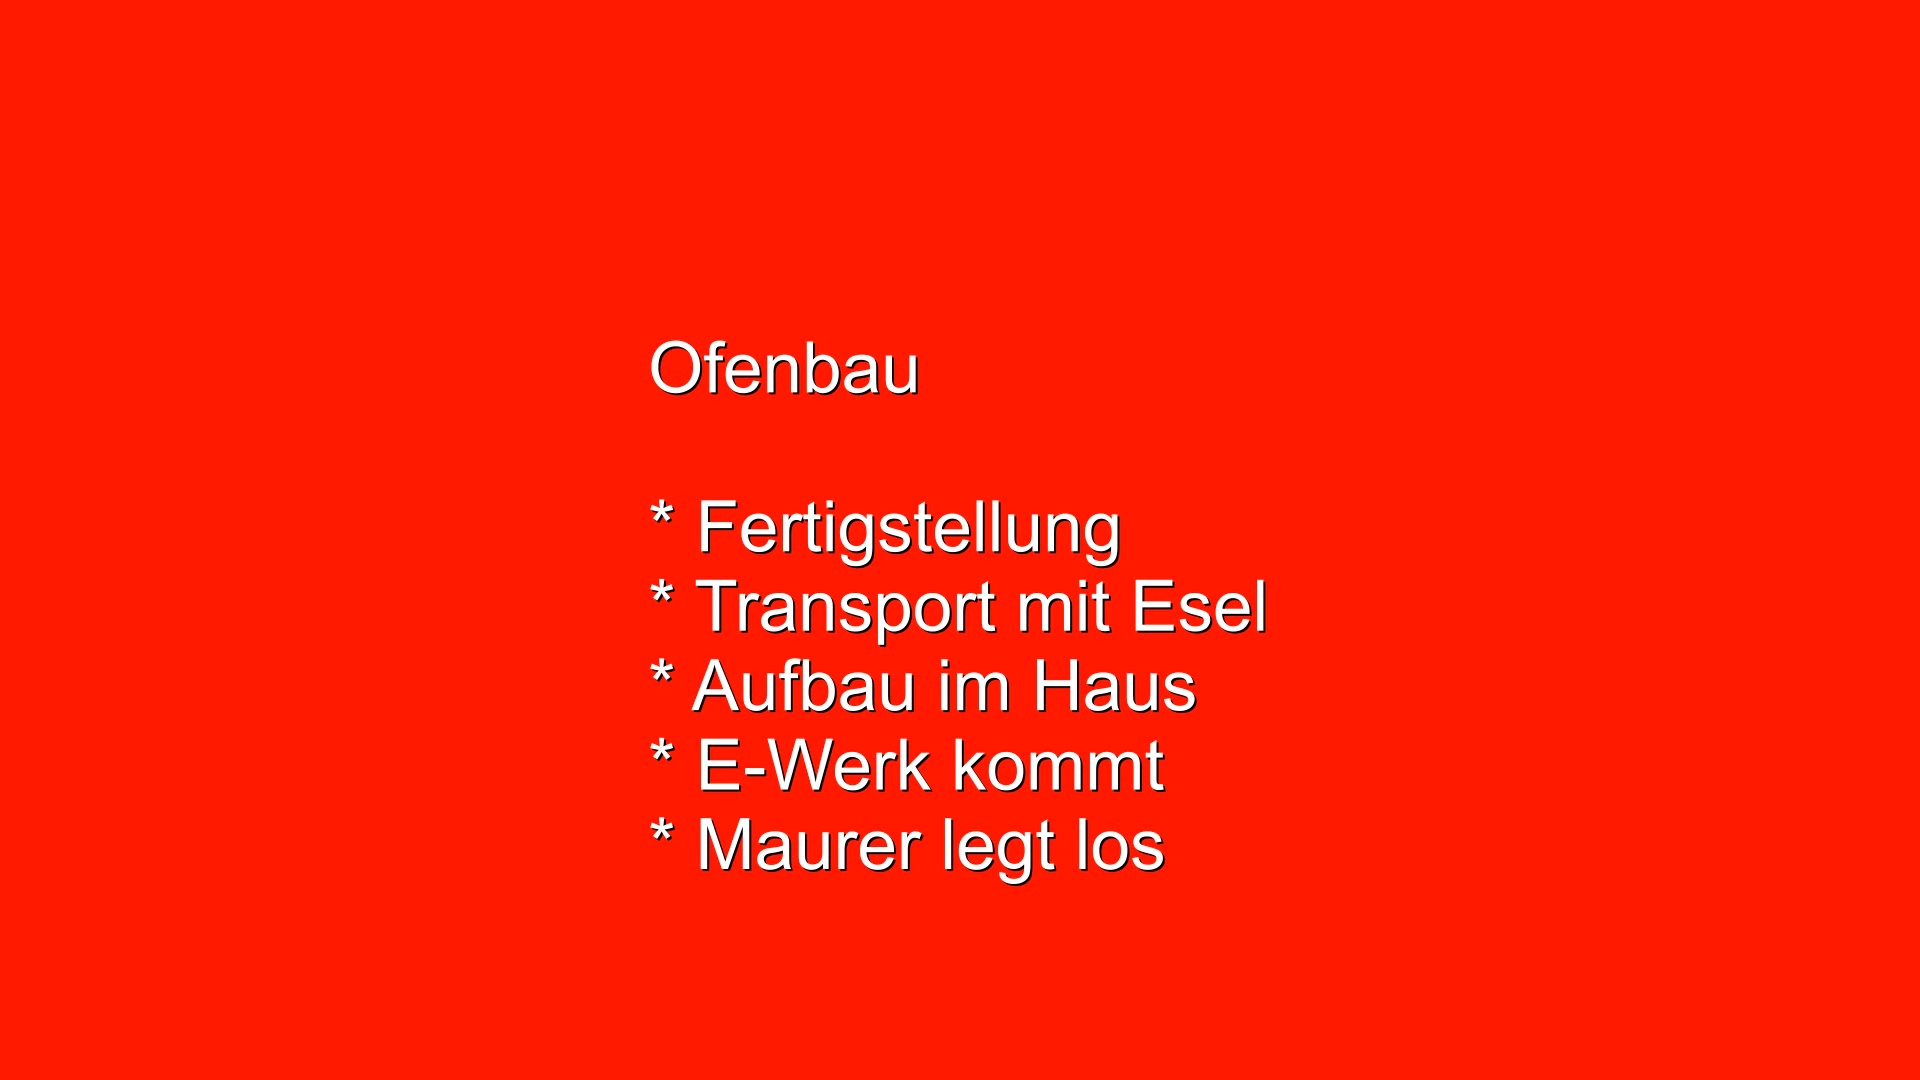 Ofenbau
* Fertigstellung
* Transport mit Esel
* Aufbau im Haus
* E-Werk kommt
* Maurer legt los